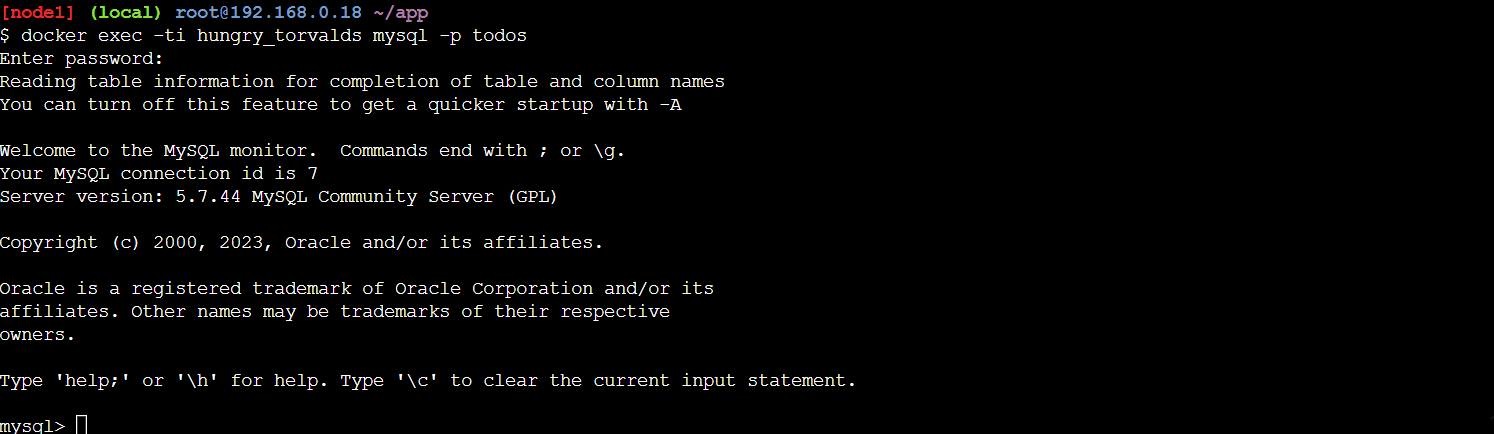 [node1] (local) root@192.168.0.18 ~/app
$ docker exec -ti hungry_torvalds mysql -p todos
Enter password:
Reading table information for completion of table and column names
You can turn off this feature to get a quicker startup with -A
Welcome to the MySQL monitor.  Commands end with ; or \g.
Your MySQL connection id is 7
Server version: 5.7.44 MySQL Community Server (GPL)
Copyright (c) 2000, 2023, Oracle and/or its affiliates.
Oracle is a registered trademark of Oracle Corporation and/or its
affiliates. Other names may be trademarks of their respective
owners.
Type 'help;' or '\h' for help. Type '\c' to clear the current input statement.
mysql>